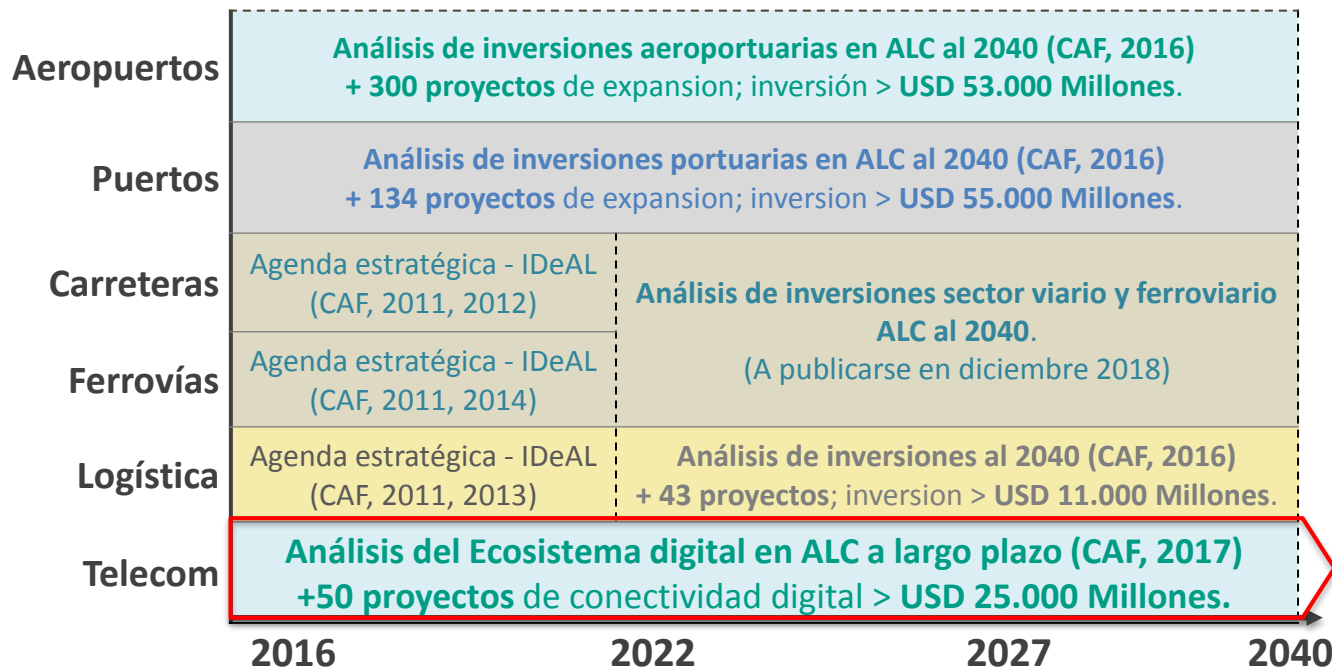 Aeropuertos
Análisis de inversiones aeroportuarias en ALC al 2040 (CAF, 2016)
+ 300 proyectos de expansion; inversión > USD 53.000 Millones.
Puertos
Análisis de inversiones portuarias en ALC al 2040 (CAF, 2016)
+ 134 proyectos de expansion; inversion > USD 55.000 Millones.
Carreteras
Agenda estratégica - IDeAL
(CAF, 2011, 2012)
Ferrovías
Agenda estratégica - IDeAL
(CAF, 2011, 2014)
Análisis de inversiones sector viario y ferroviario
ALC al 2040.
(A publicarse en diciembre 2018)
Logística
Agenda estratégica - IDeAL
(CAF, 2011, 2013)
Análisis de inversiones al 2040 (CAF, 2016)
+ 43 proyectos; inversion > USD 11.000 Millones.
Telecom
Análisis del Ecosistema digital en ALC a largo plazo (CAF, 2017)
+50 proyectos de conectividad digital > USD 25.000 Millones.
2016 2022 2027 2040